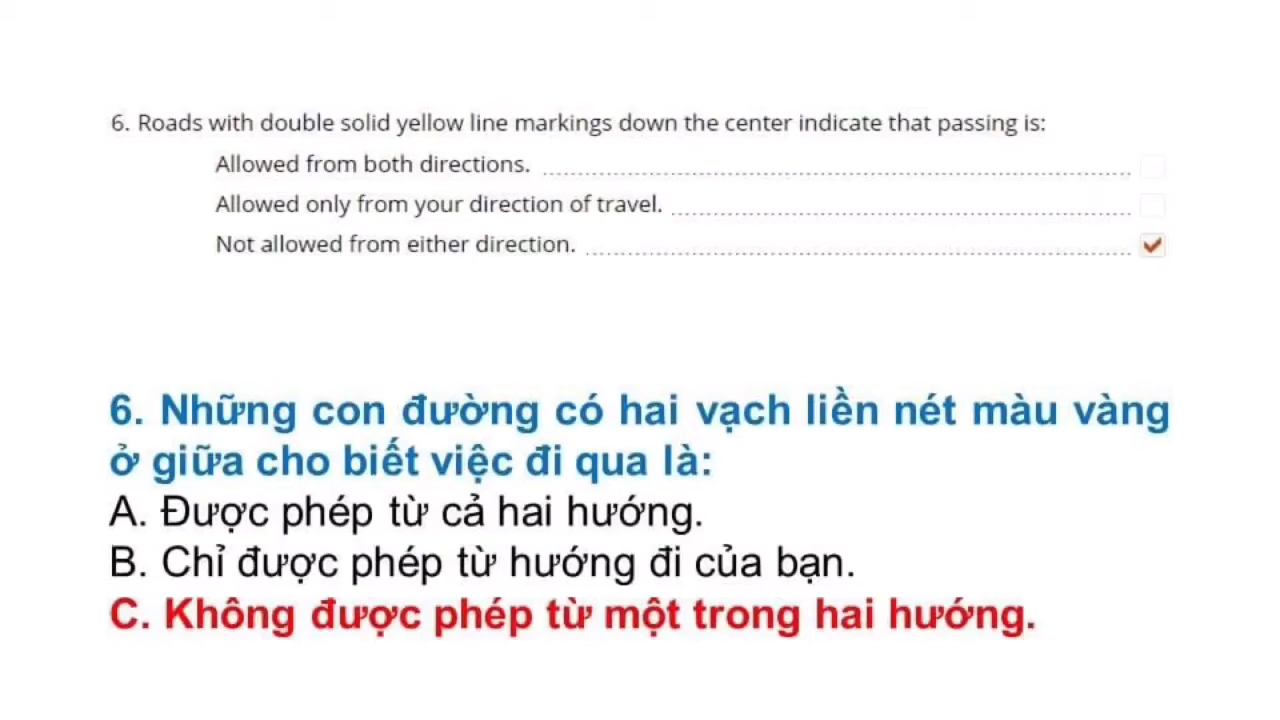 6. Roads with double solid yellow line markings down the center indicate that passing is:
Allowed from both directions.
Allowed only from your direction of travel.
Not allowed from either direction.
6. Những con đường có hai vạch liền nét màu vàng
ở giữa cho biết việc đi qua là:
A. Được phép từ cả hai hướng.
B. Chỉ được phép từ hướng đi của bạn.
C. Không được phép từ một trong hai hướng.